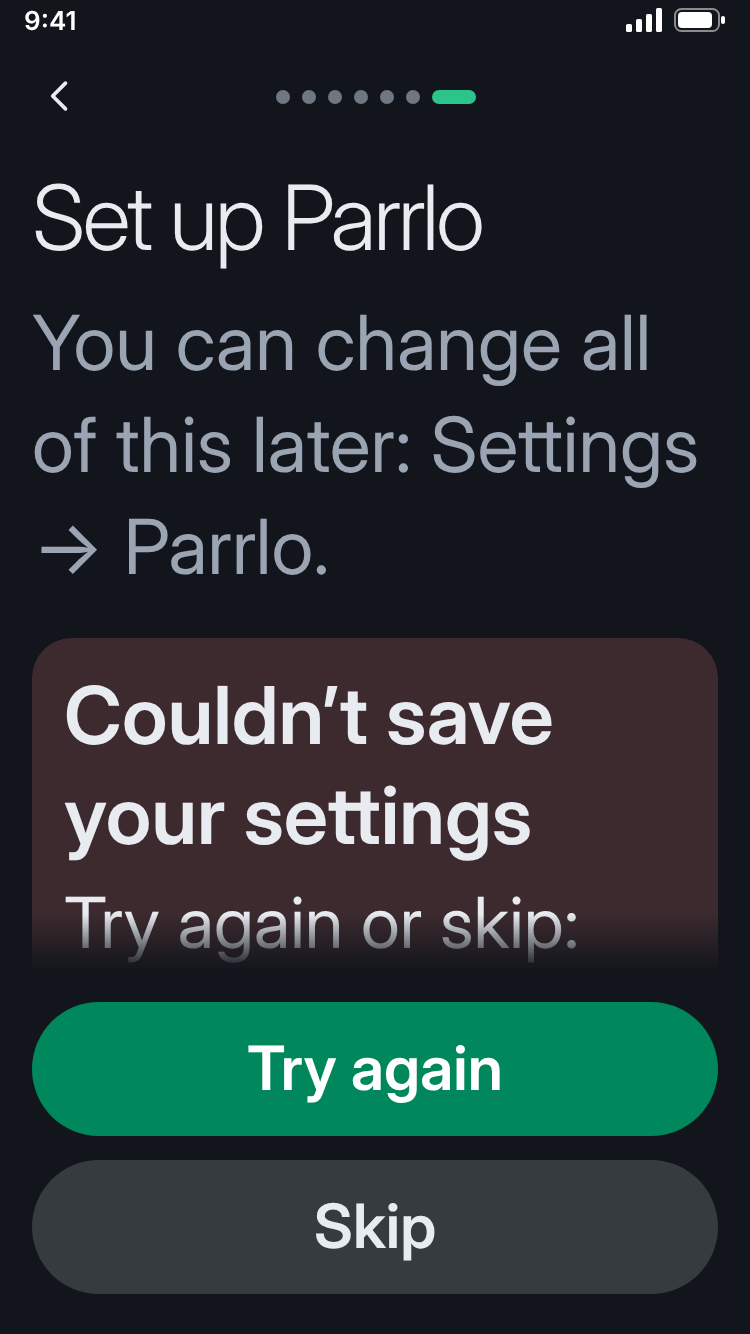 9:41
Set up Parrlo
You can change all
of this later: Settings
→ Parrlo.
Couldn’t save
your settings
Try again or skip:
Try again
Skip